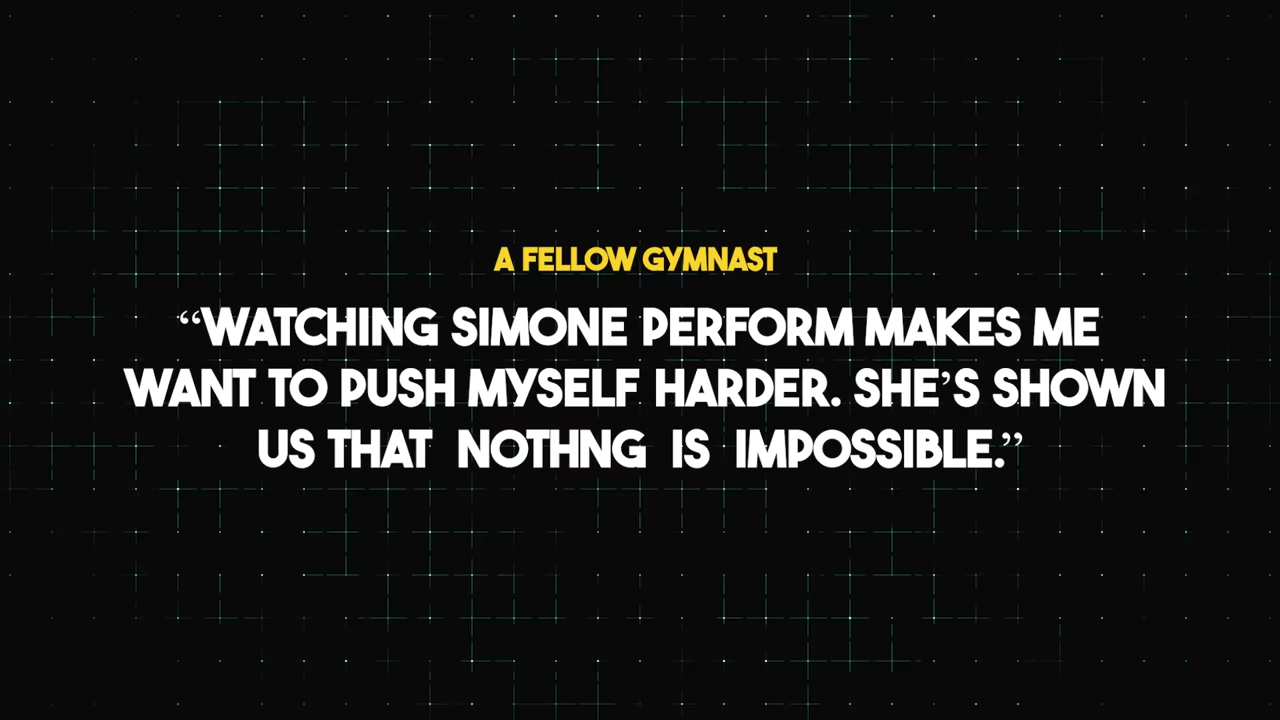 A FELLOW GYMNAST
“WATCHING SIMONE PERFORM MAKES ME
WANT TO PUSH MYSELF HARDER. SHE’S SHOWN
US THAT NOTHNG IS IMPOSSIBLE.”